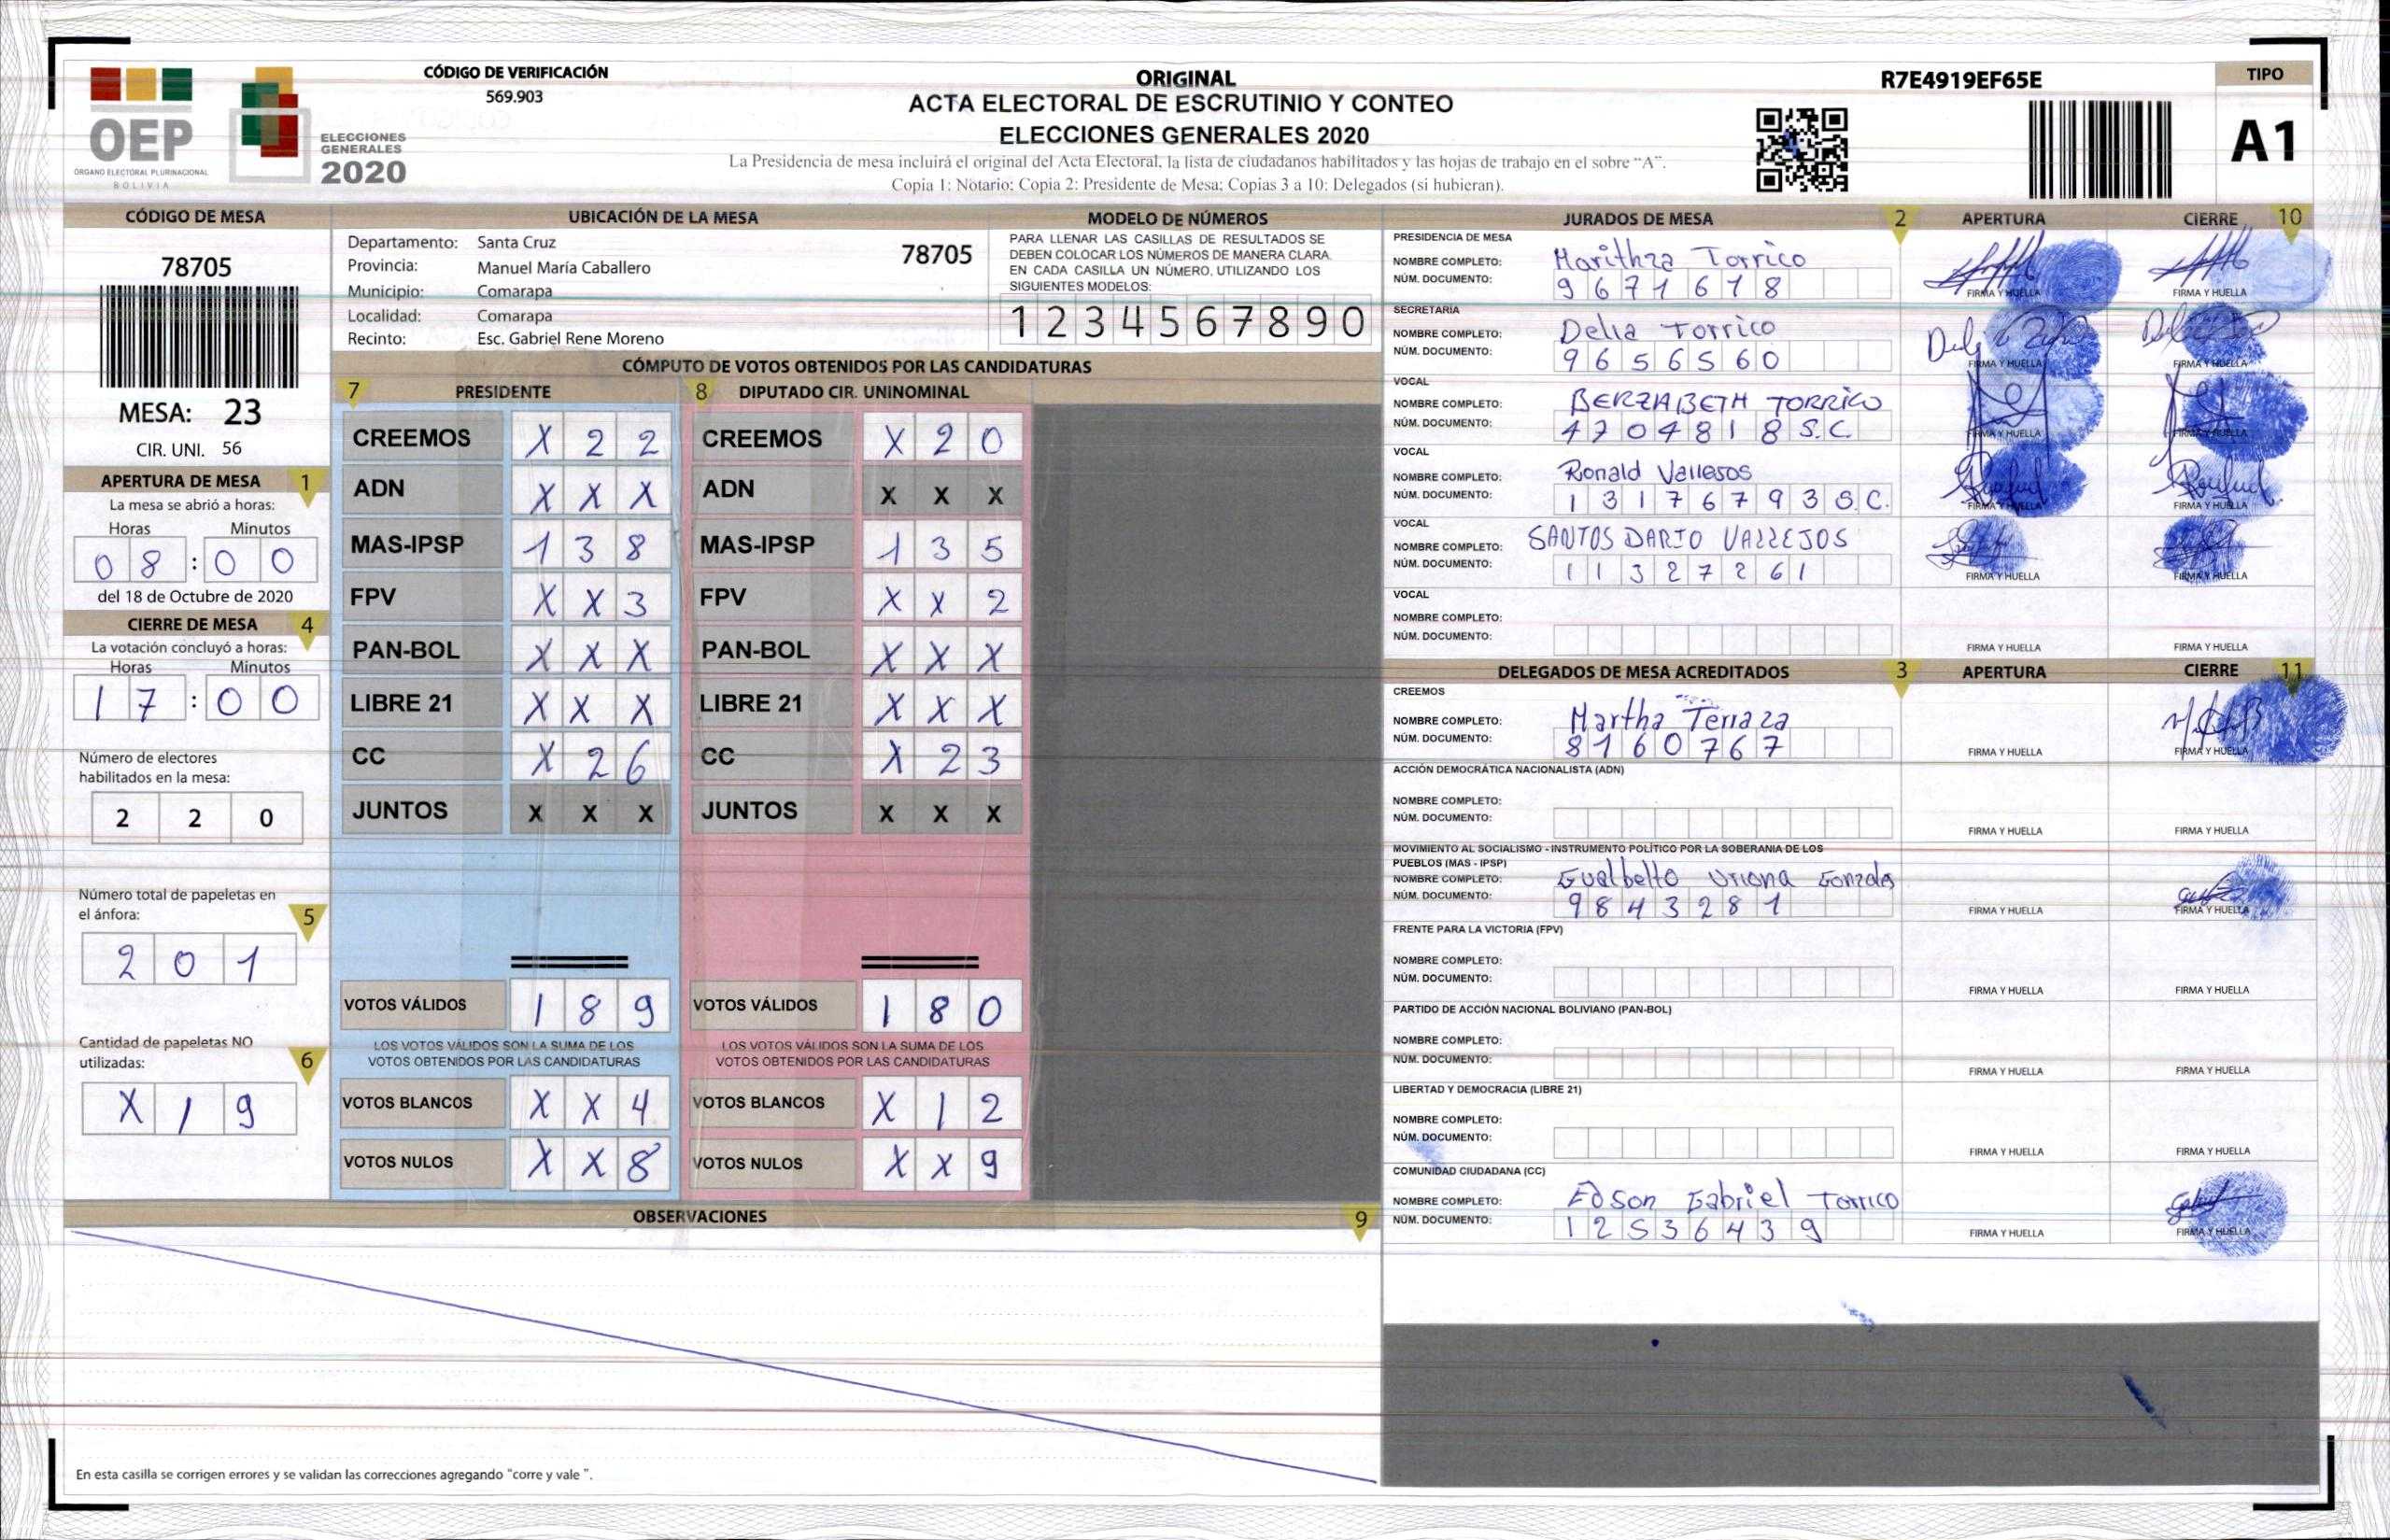 CÓDIGO DE VERIFICACIÓN
569.903
OEP
ÓRGANO ELECTORAL PLURINACIONAL
BOLIVIA
ELECCIONES
GENERALES
2020
ORIGINAL
ACTA ELECTORAL DE ESCRUTINIO Y CONTEO
ELECCIONES GENERALES 2020
La Presidencia de mesa incluirá el original del Acta Electoral, la lista de ciudadanos habilitados y las hojas de trabajo en el sobre "A".
Copia 1: Notario; Copia 2: Presidente de Mesa; Copias 3 a 10: Delegados (si hubieran).
R7E4919EF65E
TIPO
A1
CÓDIGO DE MESA
78705
MESA: 23
CIR. UNI. 56
APERTURA DE MESA 1
La mesa se abrió a horas:
Horas Minutos
08:00
del 18 de Octubre de 2020
CIERRE DE MESA 4
La votación concluyó a horas:
Horas Minutos
17:00
Número de electores
habilitados en la mesa:
2 2 0
Número total de papeletas en
el ánfora: 5
2 0 1
Cantidad de papeletas NO
utilizadas: 6
X 1 9
UBICACIÓN DE LA MESA
Departamento: Santa Cruz 78705
Provincia: Manuel María Caballero
Municipio: Comarapa
Localidad: Comarapa
Recinto: Esc. Gabriel Rene Moreno
MODELO DE NÚMEROS
PARA LLENAR LAS CASILLAS DE RESULTADOS SE
DEBEN COLOCAR LOS NÚMEROS DE MANERA CLARA.
EN CADA CASILLA UN NÚMERO, UTILIZANDO LOS
SIGUIENTES MODELOS:
1 2 3 4 5 6 7 8 9 0
CÓMPUTO DE VOTOS OBTENIDOS POR LAS CANDIDATURAS
7 PRESIDENTE 8 DIPUTADO CIR. UNINOMINAL
CREEMOS X 2 2 CREEMOS X 2 0
ADN X X X ADN X X X
MAS-IPSP 1 3 8 MAS-IPSP 1 3 5
FPV X X 3 FPV X X 2
PAN-BOL X X X PAN-BOL X X X
LIBRE 21 X X X LIBRE 21 X X X
CC X 2 6 CC X 2 3
JUNTOS X X X JUNTOS X X X
VOTOS VÁLIDOS 1 8 9 VOTOS VÁLIDOS 1 8 0
LOS VOTOS VÁLIDOS SON LA SUMA DE LOS LOS VOTOS VÁLIDOS SON LA SUMA DE LOS
VOTOS OBTENIDOS POR LAS CANDIDATURAS VOTOS OBTENIDOS POR LAS CANDIDATURAS
VOTOS BLANCOS X X 4 VOTOS BLANCOS X 1 2
VOTOS NULOS X X 8 VOTOS NULOS X X 9
OBSERVACIONES 9
En esta casilla se corrigen errores y se validan las correcciones agregando "corre y vale ".
JURADOS DE MESA 2 APERTURA CIERRE 10
PRESIDENCIA DE MESA
NOMBRE COMPLETO: Marithza Torrico
NÚM. DOCUMENTO: 9671678
FIRMA Y HUELLA FIRMA Y HUELLA
SECRETARIA
NOMBRE COMPLETO: Delia Torrico
NÚM. DOCUMENTO: 9656560
FIRMA Y HUELLA FIRMA Y HUELLA
VOCAL
NOMBRE COMPLETO: BERZABETH TORRICO
NÚM. DOCUMENTO: 4704818 S.C.
FIRMA Y HUELLA FIRMA Y HUELLA
VOCAL
NOMBRE COMPLETO: Ronald Vallesos
NÚM. DOCUMENTO: 13176793 S.C.
FIRMA Y HUELLA FIRMA Y HUELLA
VOCAL
NOMBRE COMPLETO: SANTOS DARIO VALLEJOS
NÚM. DOCUMENTO: 11327261
FIRMA Y HUELLA FIRMA Y HUELLA
VOCAL
NOMBRE COMPLETO:
NÚM. DOCUMENTO:
FIRMA Y HUELLA FIRMA Y HUELLA
DELEGADOS DE MESA ACREDITADOS 3 APERTURA CIERRE 11
CREEMOS
NOMBRE COMPLETO: Martha Terraza
NÚM. DOCUMENTO: 8160767
FIRMA Y HUELLA FIRMA Y HUELLA
ACCIÓN DEMOCRÁTICA NACIONALISTA (ADN)
NOMBRE COMPLETO:
NÚM. DOCUMENTO:
FIRMA Y HUELLA FIRMA Y HUELLA
MOVIMIENTO AL SOCIALISMO - INSTRUMENTO POLÍTICO POR LA SOBERANIA DE LOS
PUEBLOS (MAS - IPSP)
NOMBRE COMPLETO: Gualberto Uriona Gonzales
NÚM. DOCUMENTO: 9843281
FIRMA Y HUELLA FIRMA Y HUELLA
FRENTE PARA LA VICTORIA (FPV)
NOMBRE COMPLETO:
NÚM. DOCUMENTO:
FIRMA Y HUELLA FIRMA Y HUELLA
PARTIDO DE ACCIÓN NACIONAL BOLIVIANO (PAN-BOL)
NOMBRE COMPLETO:
NÚM. DOCUMENTO:
FIRMA Y HUELLA FIRMA Y HUELLA
LIBERTAD Y DEMOCRACIA (LIBRE 21)
NOMBRE COMPLETO:
NÚM. DOCUMENTO:
FIRMA Y HUELLA FIRMA Y HUELLA
COMUNIDAD CIUDADANA (CC)
NOMBRE COMPLETO: Edson Gabriel Torrico
NÚM. DOCUMENTO: 12536439
FIRMA Y HUELLA FIRMA Y HUELLA